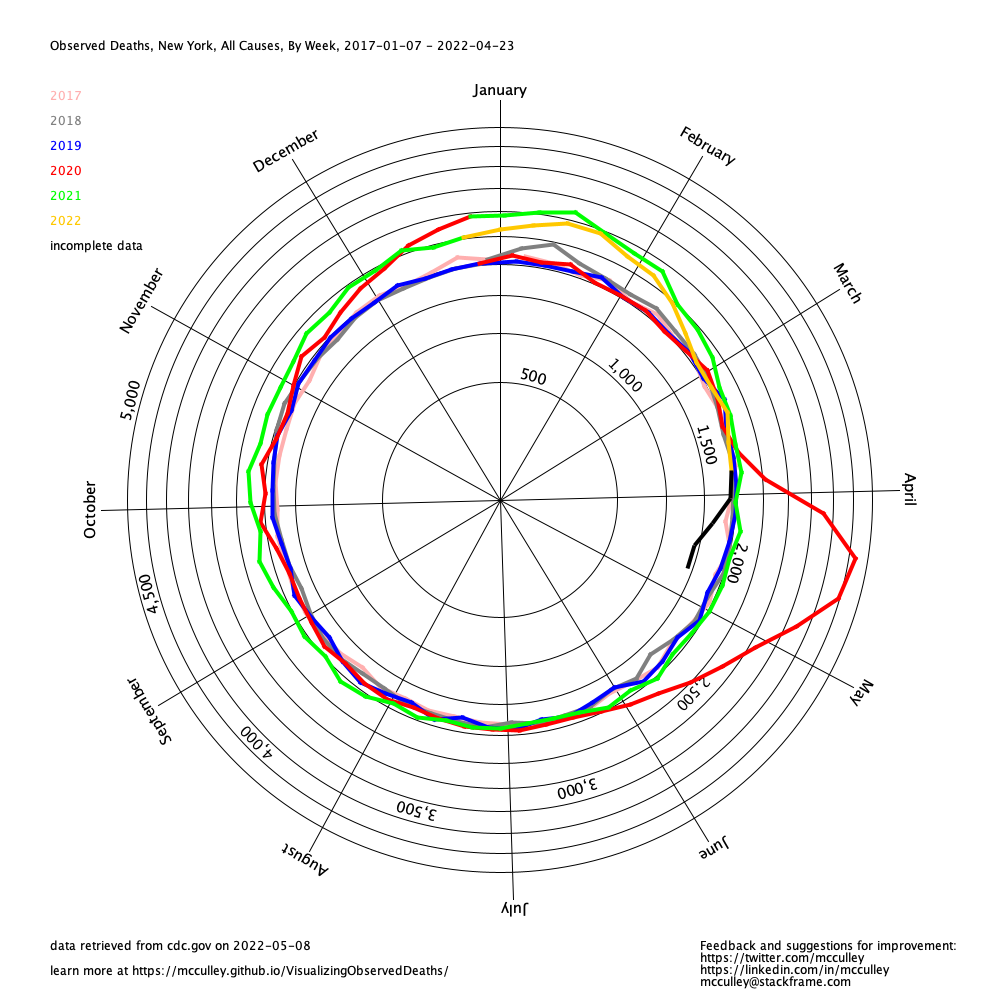 Observed Deaths, New York, All Causes, By Week, 2017-01-07 - 2022-04-23
2017
2018
2019
2020
2021
2022
incomplete data
January
February
March
April
May
June
July
August
September
October
November
December
500
1,000
1,500
2,000
2,500
3,000
3,500
4,000
4,500
5,000
data retrieved from cdc.gov on 2022-05-08
learn more at https://mcculley.github.io/VisualizingObservedDeaths/
Feedback and suggestions for improvement:
https://twitter.com/mcculley
https://linkedin.com/in/mcculley
mcculley@stackframe.com